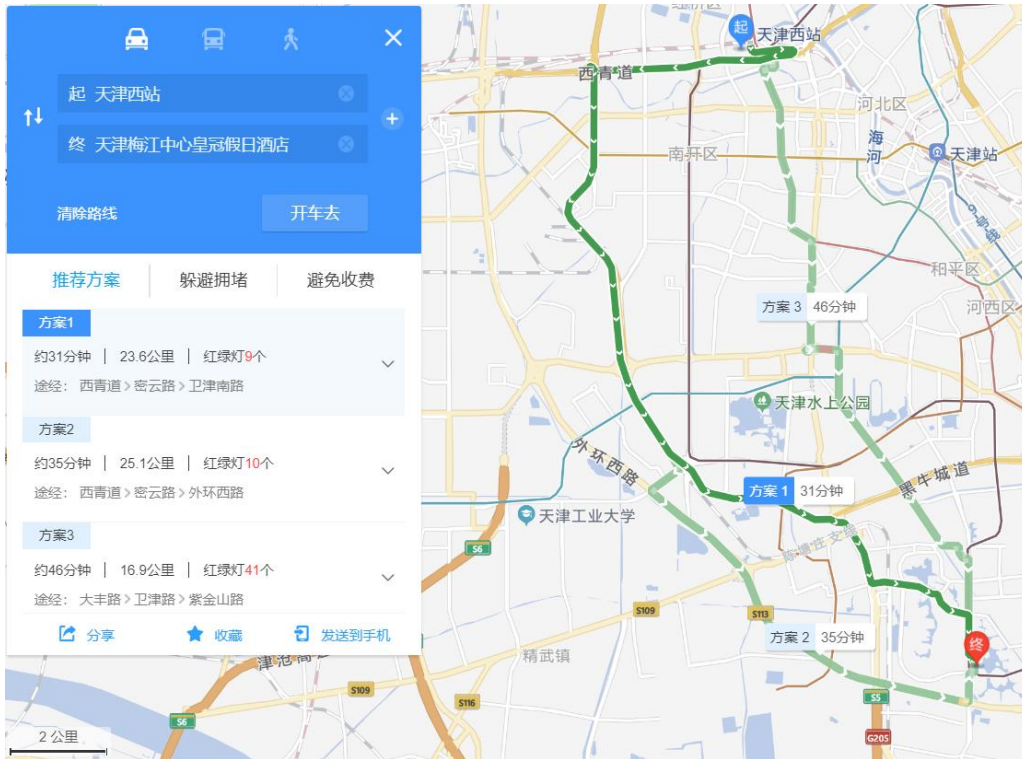 起 天津西站
终 天津梅江中心皇冠假日酒店
清除路线
开车去
推荐方案
躲避拥堵
避免收费
方案1
约31分钟 | 23.6公里 | 红绿灯9个
途经： 西青道>密云路>卫津南路
方案2
约35分钟 | 25.1公里 | 红绿灯10个
途经： 西青道>密云路>外环西路
方案3
约46分钟 | 16.9公里 | 红绿灯41个
途经： 大丰路>卫津路>紫金山路
分享
收藏
发送到手机
2 公里
起
天津西站
西青道
河北区
海河
南开区
天津站
9号线
和平区
河西区
方案 3 46分钟
天津水上公园
外环西路
黑牛城道
方案 1 31分钟
天津工业大学
陈塘庄支线
S6
S109
S113
方案 2 35分钟
终
精武镇
S109
S116
S5
S6
G205